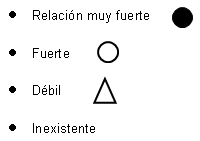 Relación muy fuerte
Fuerte
Débil
Inexistente